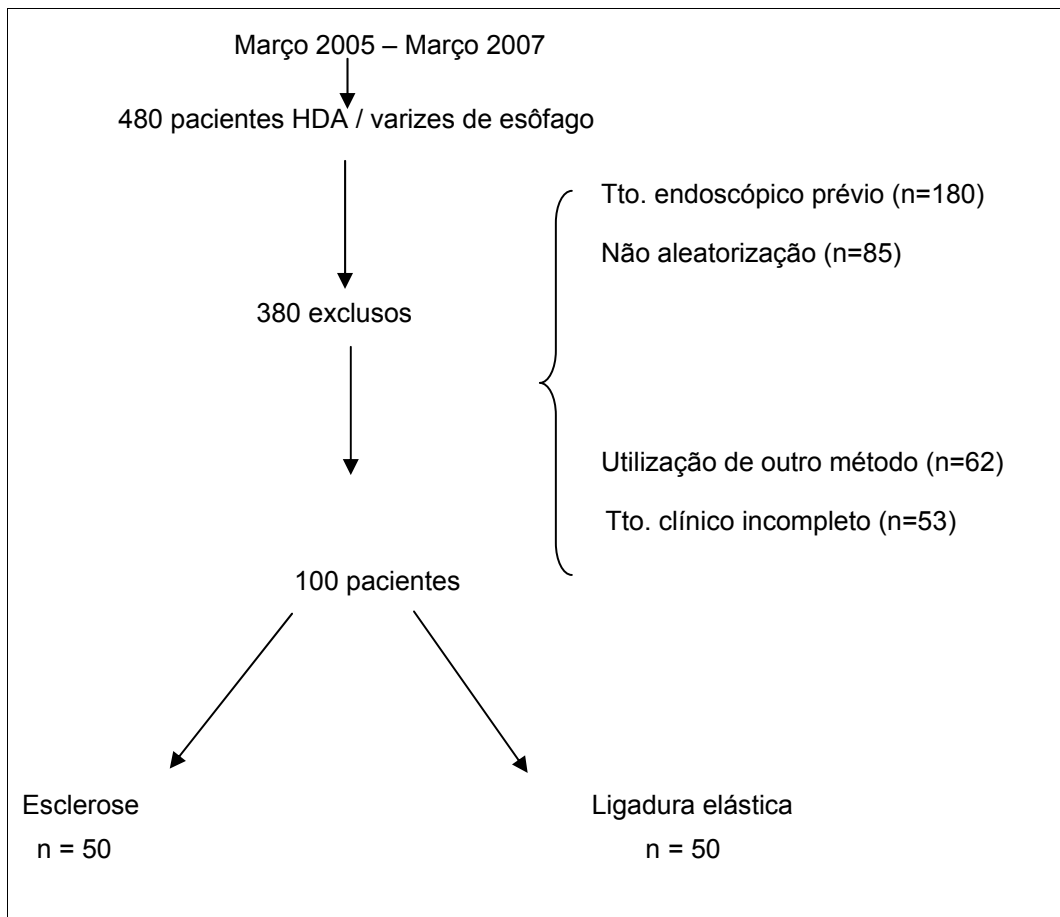 Março 2005 – Março 2007
480 pacientes HDA / varizes de esôfago
Tto. endoscópico prévio (n=180)
Não aleatorização (n=85)
380 exclusos
Utilização de outro método (n=62)
Tto. clínico incompleto (n=53)
100 pacientes
Esclerose
n = 50
Ligadura elástica
n = 50